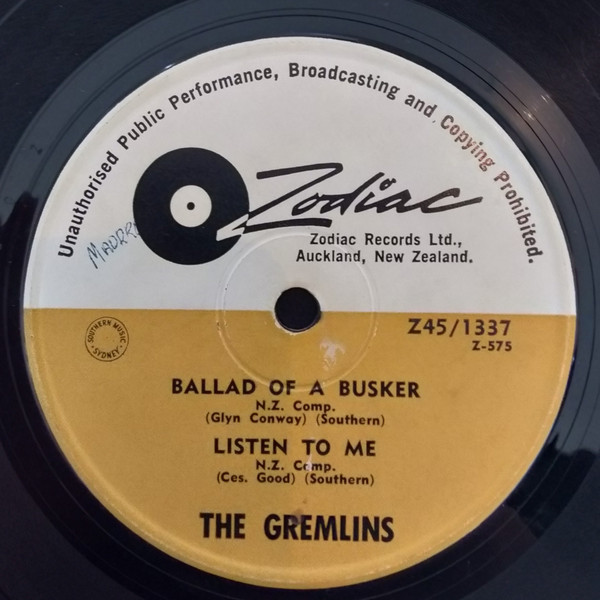 Unauthorised Public Performance, Broadcasting and Copying Prohibited.
Zodiac
Zodiac Records Ltd.,
Auckland, New Zealand.
SOUTHERN MUSIC
SYDNEY
Z45/1337
Z-575
BALLAD OF A BUSKER
N.Z. Comp.
(Glyn Conway) (Southern)
LISTEN TO ME
N.Z. Comp.
(Ces. Good) (Southern)
THE GREMLINS